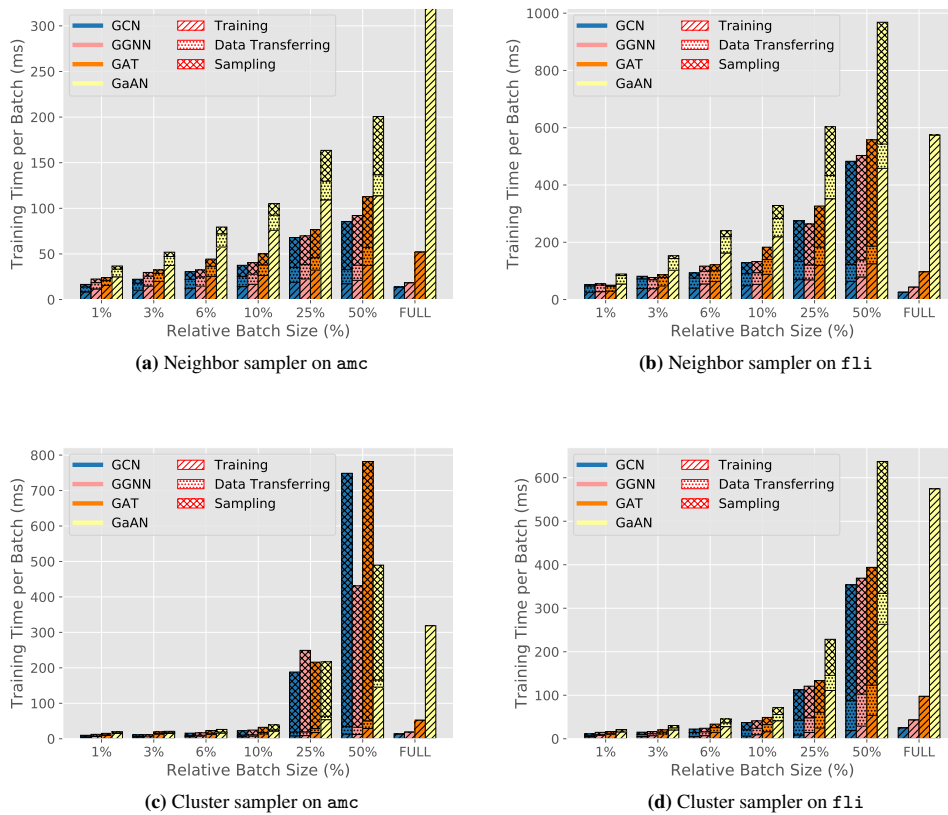 300
250
200
150
100
50
0
Training Time per Batch (ms)
GCN
GGNN
GAT
GaAN
Training
Data Transferring
Sampling
1% 3% 6% 10% 25% 50% FULL
Relative Batch Size (%)
(a) Neighbor sampler on amc
1000
800
600
400
200
0
Training Time per Batch (ms)
GCN
GGNN
GAT
GaAN
Training
Data Transferring
Sampling
1% 3% 6% 10% 25% 50% FULL
Relative Batch Size (%)
(b) Neighbor sampler on fli
800
700
600
500
400
300
200
100
0
Training Time per Batch (ms)
GCN
GGNN
GAT
GaAN
Training
Data Transferring
Sampling
1% 3% 6% 10% 25% 50% FULL
Relative Batch Size (%)
(c) Cluster sampler on amc
600
500
400
300
200
100
0
Training Time per Batch (ms)
GCN
GGNN
GAT
GaAN
Training
Data Transferring
Sampling
1% 3% 6% 10% 25% 50% FULL
Relative Batch Size (%)
(d) Cluster sampler on fli